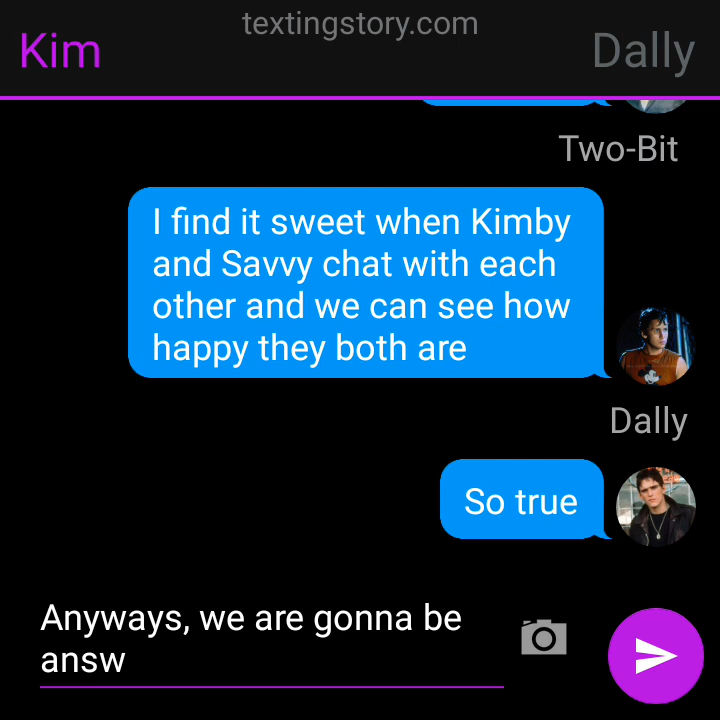 textingstory.com
Kim
Dally
Two-Bit
I find it sweet when Kimby
and Savvy chat with each
other and we can see how
happy they both are
Dally
So true
Anyways, we are gonna be
answ